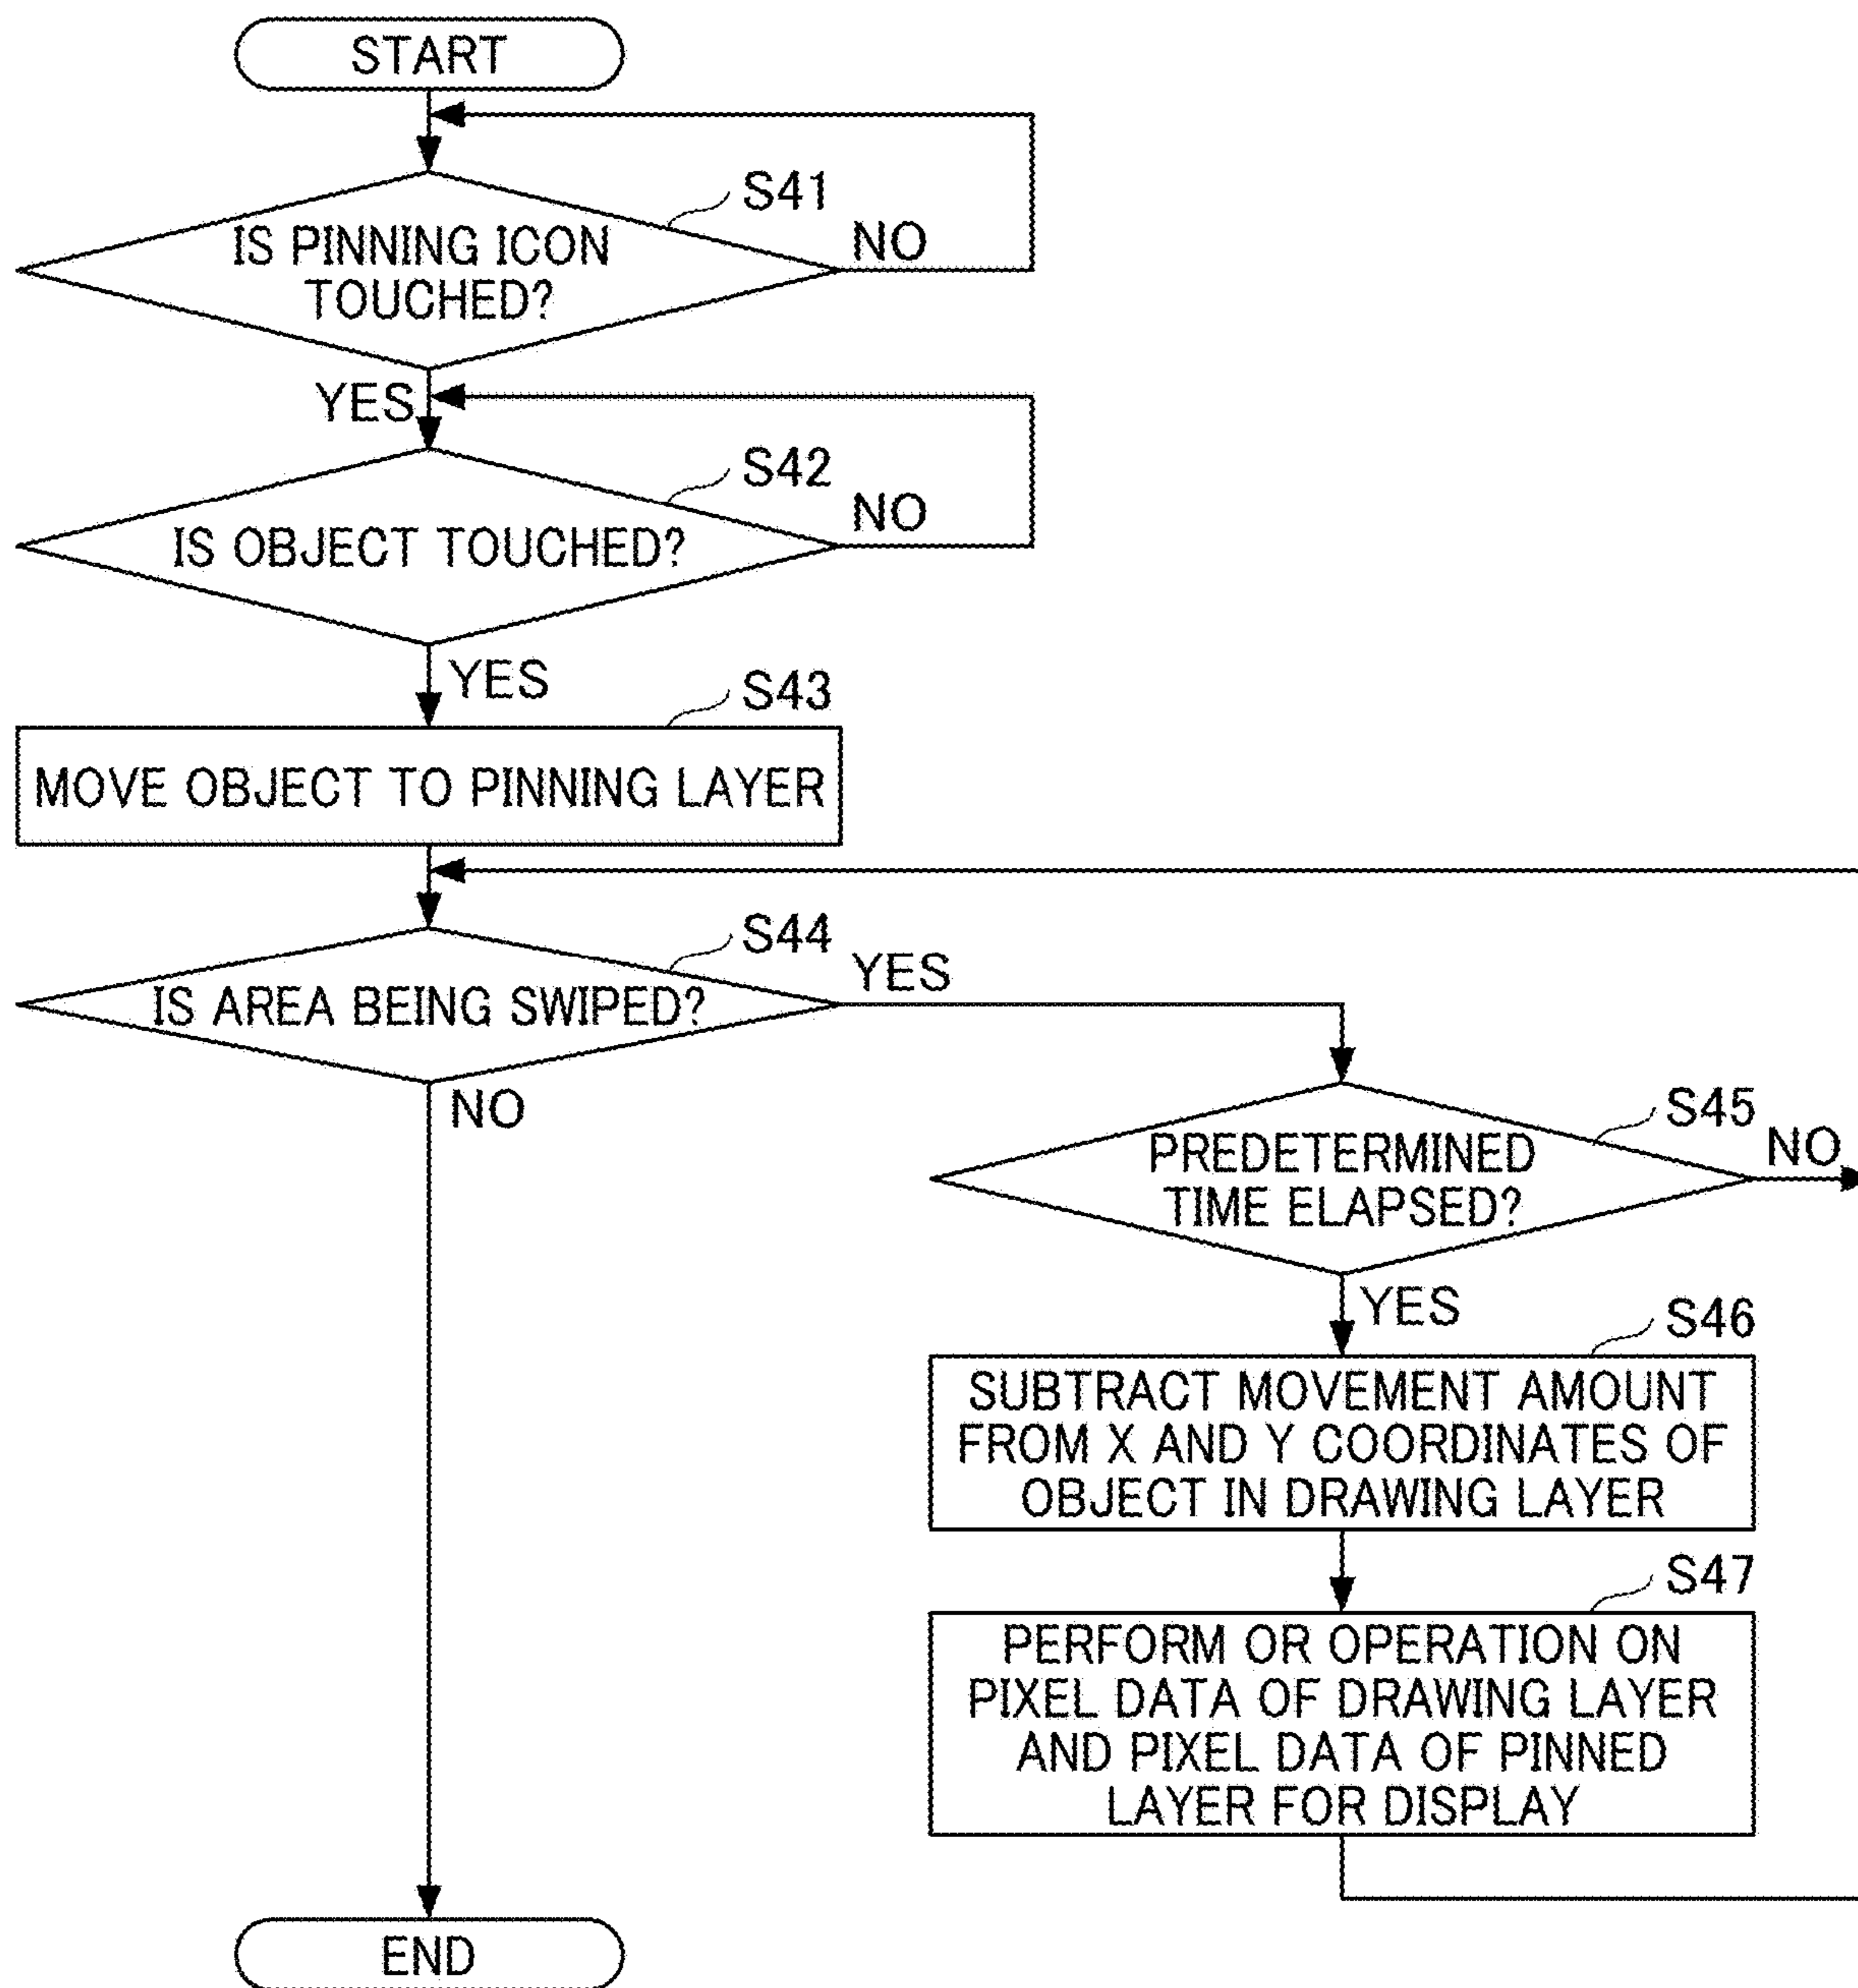 START
S41
IS PINNING ICON
TOUCHED?
NO
YES
S42
IS OBJECT TOUCHED?
NO
YES
S43
MOVE OBJECT TO PINNING LAYER
S44
IS AREA BEING SWIPED?
YES
NO
S45
PREDETERMINED
TIME ELAPSED?
NO
YES
S46
SUBTRACT MOVEMENT AMOUNT
FROM X AND Y COORDINATES OF
OBJECT IN DRAWING LAYER
S47
PERFORM OR OPERATION ON
PIXEL DATA OF DRAWING LAYER
AND PIXEL DATA OF PINNED
LAYER FOR DISPLAY
END